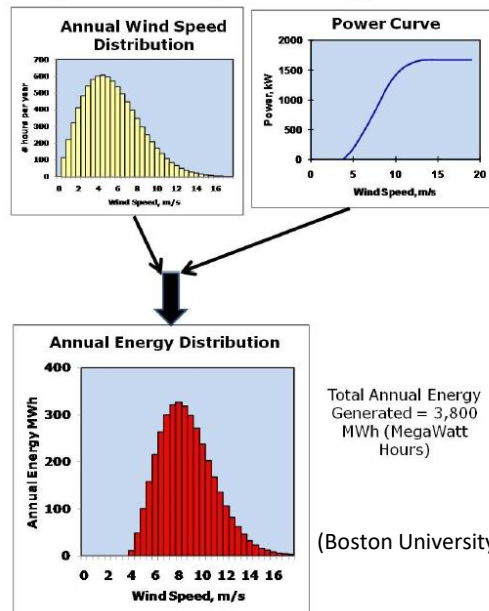 Annual Wind Speed
Distribution
700
600
500
400
300
200
100
0
# hours per year
0 2 4 6 8 10 12 14 16
Wind Speed, m/s
Power Curve
2000
1500
1000
500
0
Power, kW
0 5 10 15 20
Wind Speed, m/s
Annual Energy Distribution
400
300
200
100
0
Annual Energy MWh
0 2 4 6 8 10 12 14 16
Wind Speed, m/s
Total Annual Energy
Generated = 3,800
MWh (MegaWatt
Hours)
(Boston University